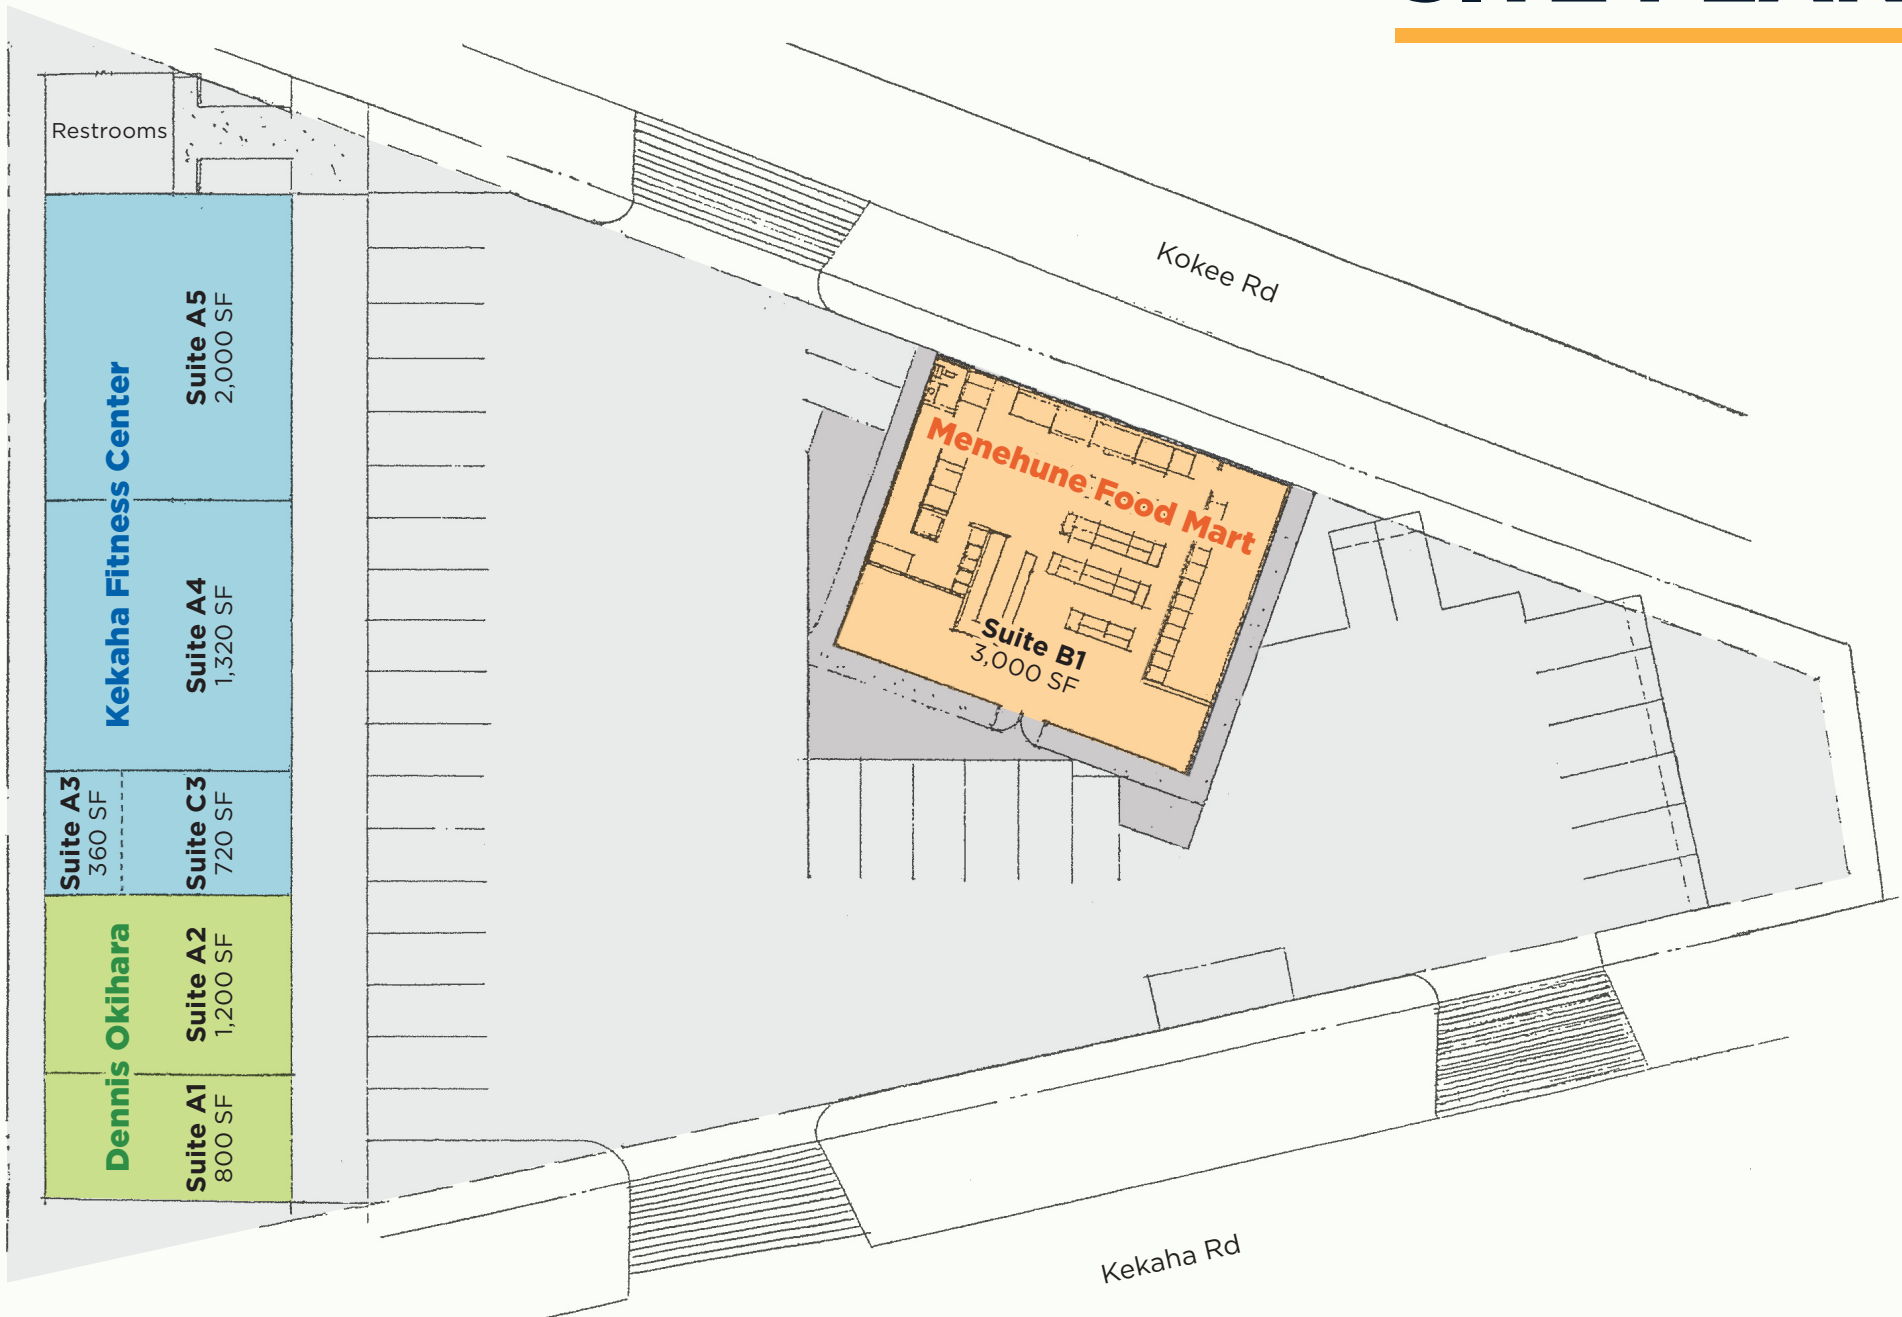 Restrooms
Kokee Rd
Kekaha Fitness Center
Suite A5
2,000 SF
Suite A4
1,320 SF
Suite A3
360 SF
Suite C3
720 SF
Dennis Okihara
Suite A2
1,200 SF
Suite A1
800 SF
Menehune Food Mart
Suite B1
3,000 SF
Kekaha Rd